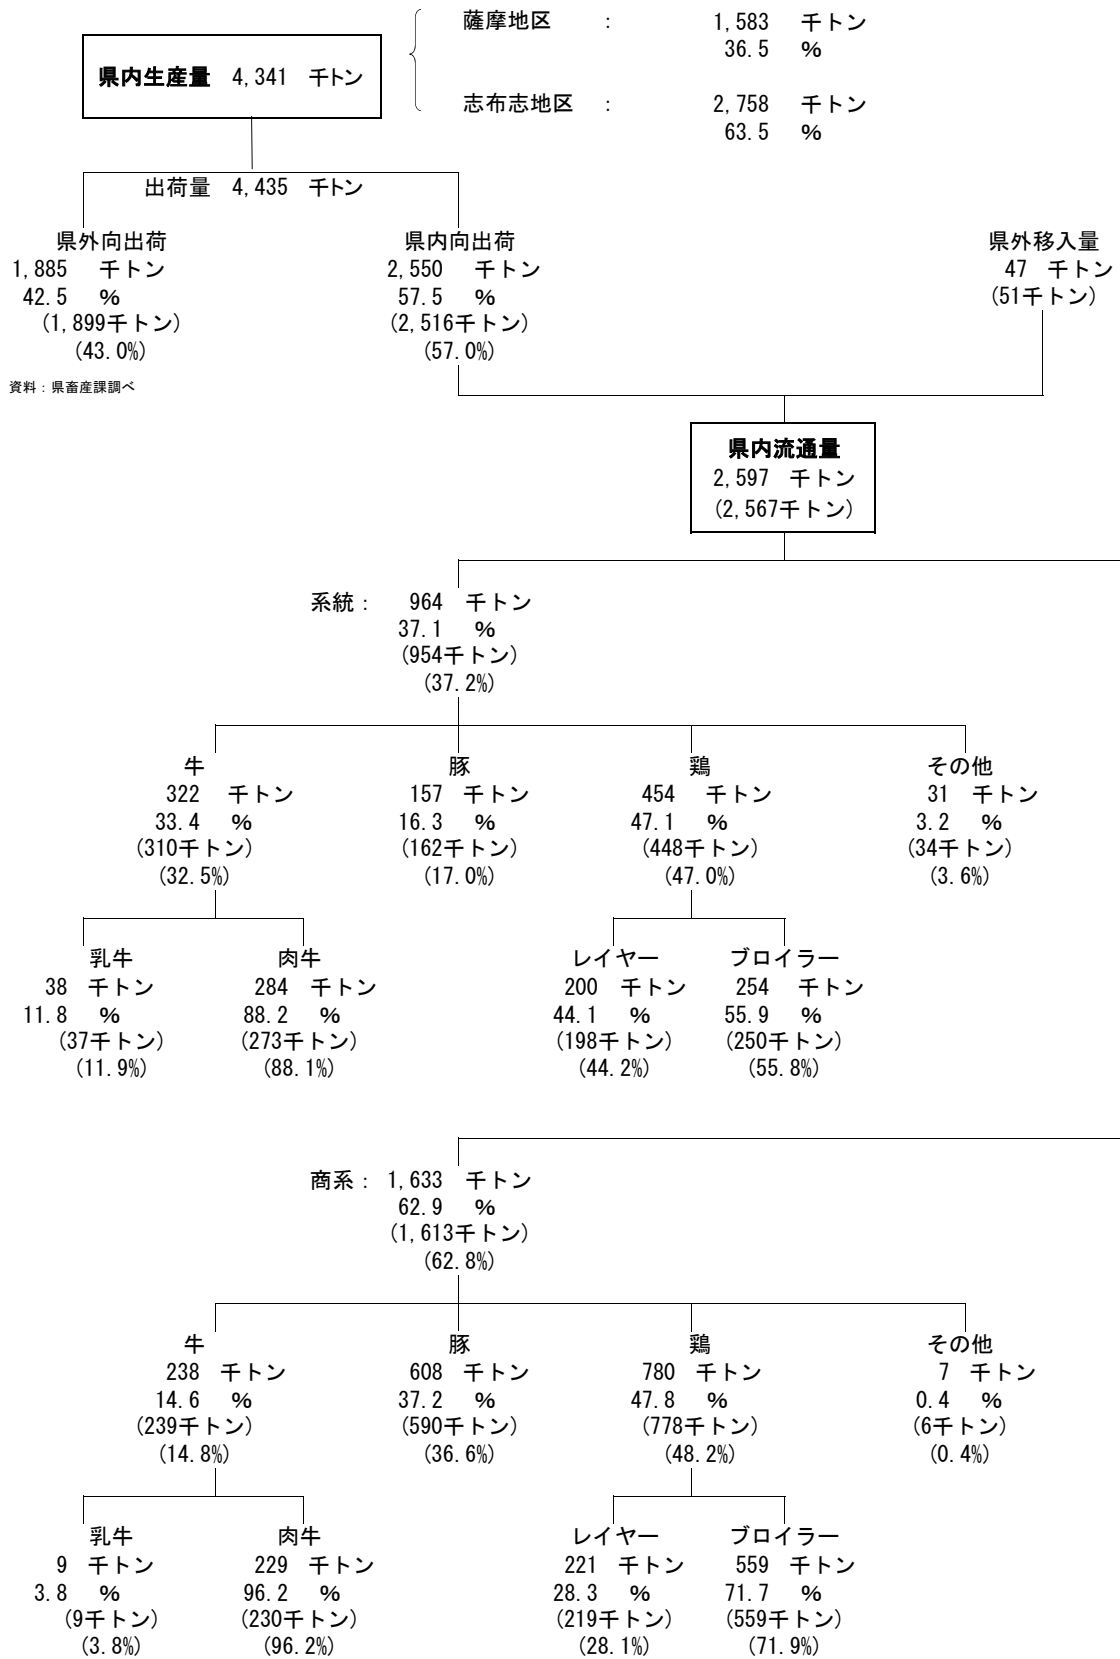 薩摩地区 : 1,583 千トン
36.5 %
県内生産量 4,341 千トン
志布志地区 : 2,758 千トン
63.5 %
出荷量 4,435 千トン
県外向出荷 県内向出荷 県外移入量
1,885 千トン 2,550 千トン 47 千トン
42.5 % 57.5 % (51千トン)
(1,899千トン) (2,516千トン)
(43.0%) (57.0%)
資料:県畜産課調べ
県内流通量
2,597 千トン
(2,567千トン)
系統: 964 千トン
37.1 %
(954千トン)
(37.2%)
牛 豚 鶏 その他
322 千トン 157 千トン 454 千トン 31 千トン
33.4 % 16.3 % 47.1 % 3.2 %
(310千トン) (162千トン) (448千トン) (34千トン)
(32.5%) (17.0%) (47.0%) (3.6%)
乳牛 肉牛 レイヤー ブロイラー
38 千トン 284 千トン 200 千トン 254 千トン
11.8 % 88.2 % 44.1 % 55.9 %
(37千トン) (273千トン) (198千トン) (250千トン)
(11.9%) (88.1%) (44.2%) (55.8%)
商系: 1,633 千トン
62.9 %
(1,613千トン)
(62.8%)
牛 豚 鶏 その他
238 千トン 608 千トン 780 千トン 7 千トン
14.6 % 37.2 % 47.8 % 0.4 %
(239千トン) (590千トン) (778千トン) (6千トン)
(14.8%) (36.6%) (48.2%) (0.4%)
乳牛 肉牛 レイヤー ブロイラー
9 千トン 229 千トン 221 千トン 559 千トン
3.8 % 96.2 % 28.3 % 71.7 %
(9千トン) (230千トン) (219千トン) (559千トン)
(3.8%) (96.2%) (28.1%) (71.9%)